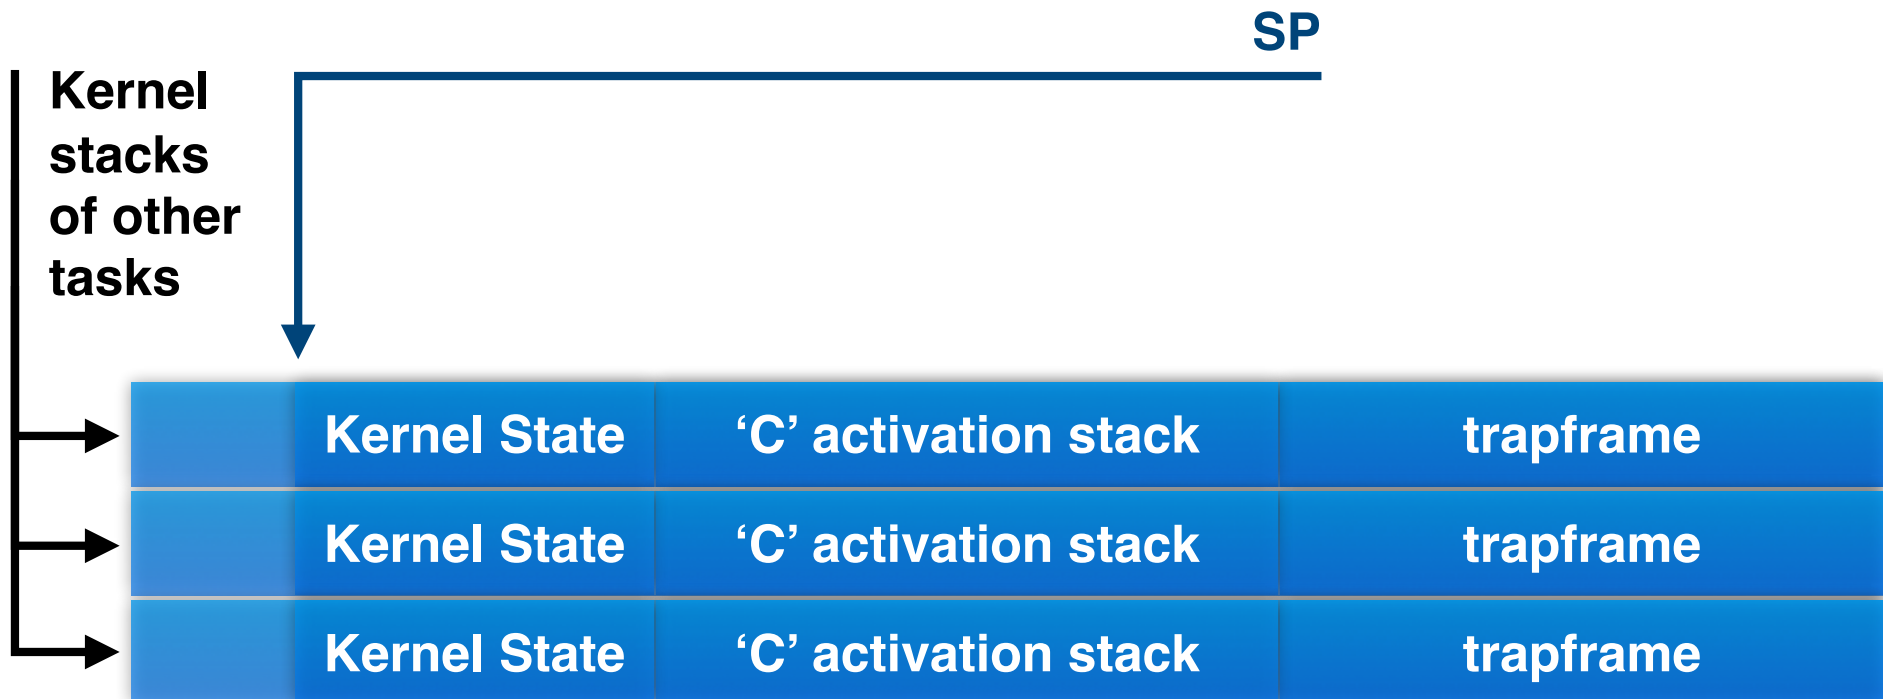 SP
Kernel
stacks
of other
tasks
Kernel State ‘C’ activation stack trapframe
Kernel State ‘C’ activation stack trapframe
Kernel State ‘C’ activation stack trapframe